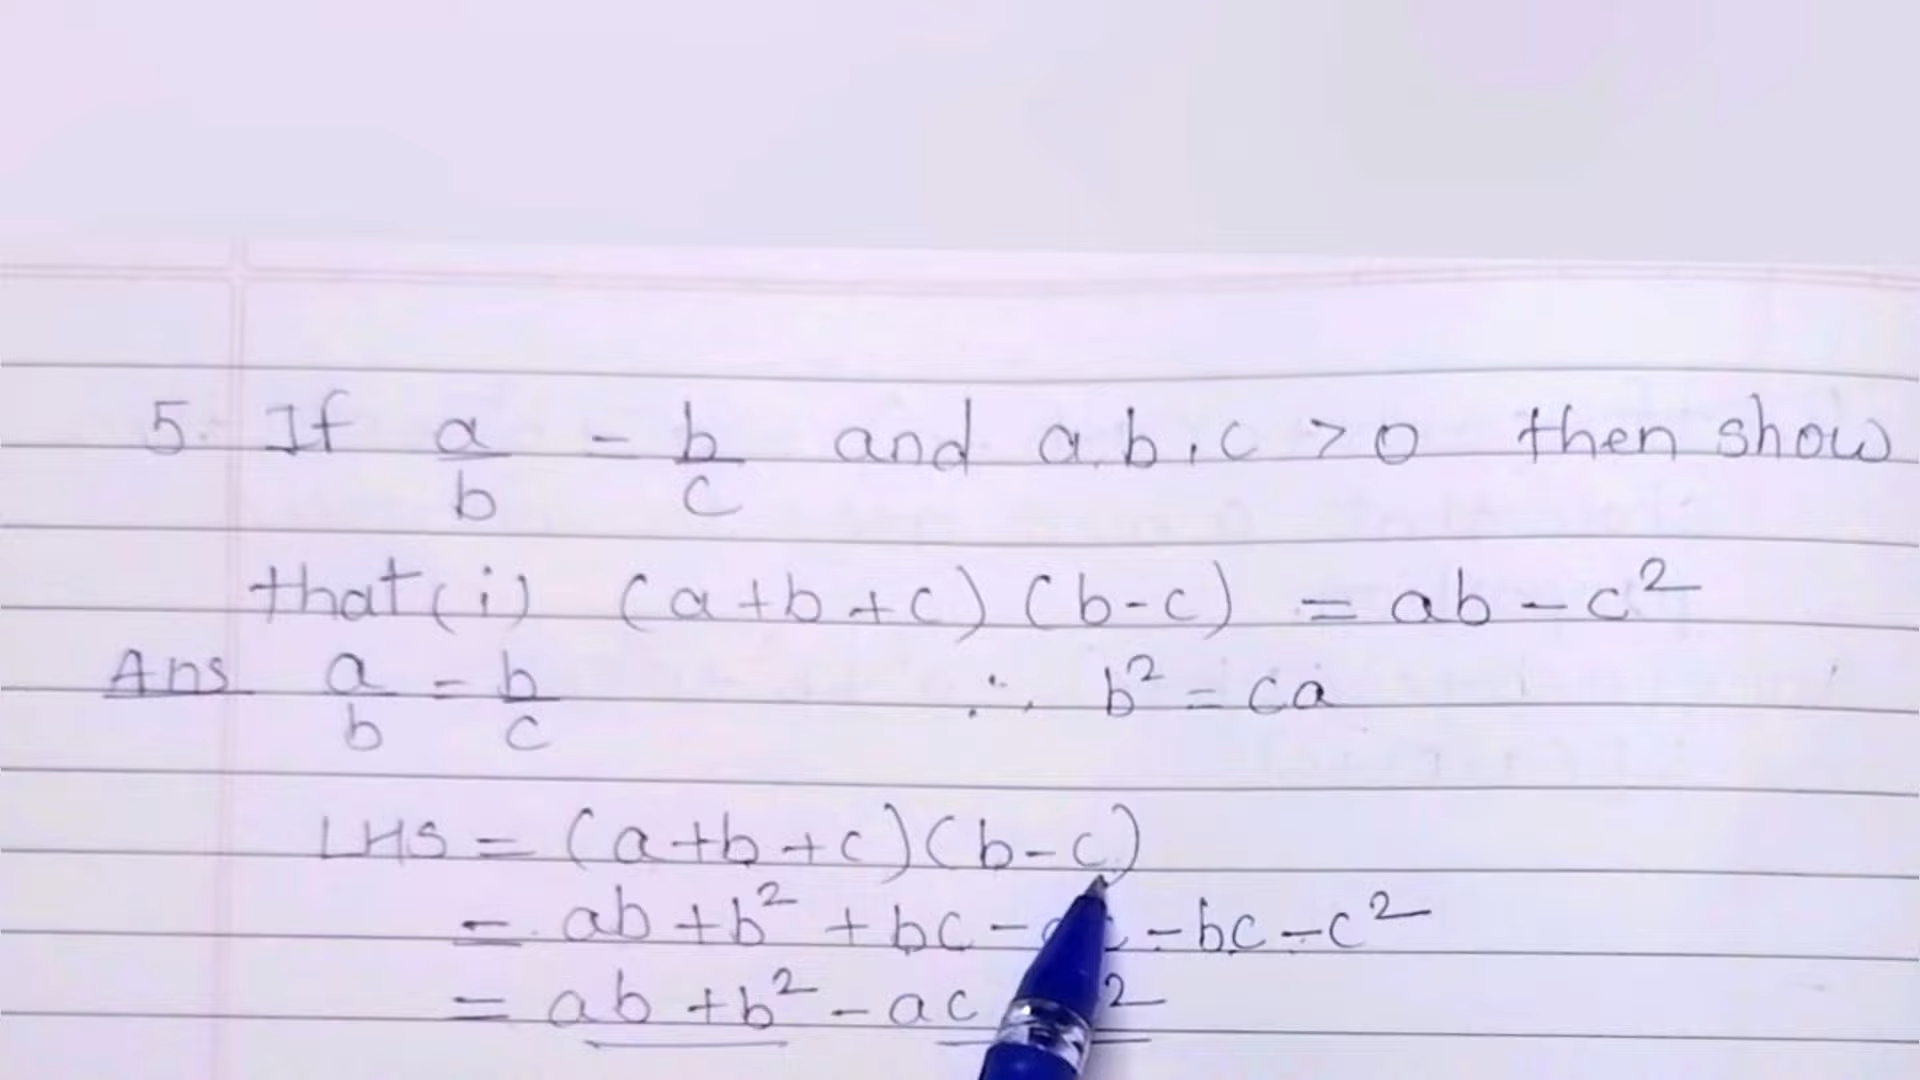 5. If a/b = b/c and a, b, c > 0 then show
that (i) (a+b+c) (b-c) = ab - c²
Ans a/b = b/c ∴ b² = ca
LHS = (a+b+c)(b-c)
= ab + b² + bc - - bc - c²
= ab + b² - ac ²